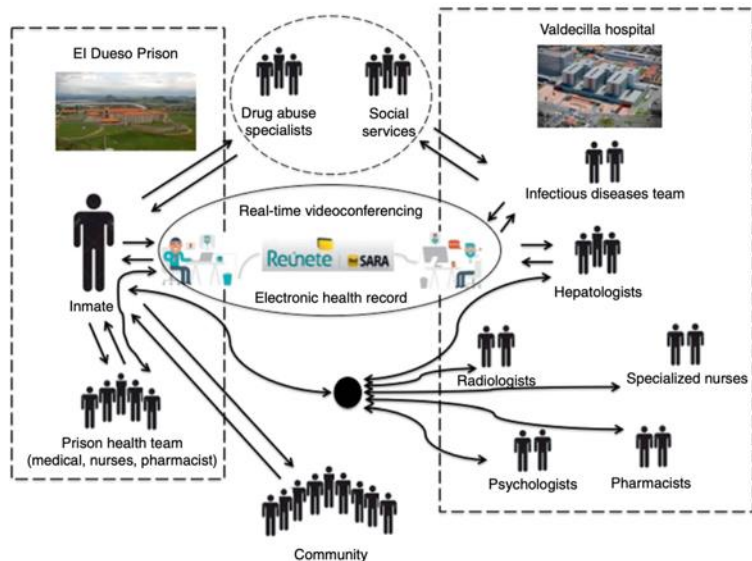 El Dueso Prison
Valdecilla hospital
Drug abuse
specialists
Social
services
Infectious diseases team
Real-time videoconferencing
Reúnete
SARA
Electronic health record
Inmate
Hepatologists
Radiologists
Specialized nurses
Prison health team
(medical, nurses, pharmacist)
Psychologists
Pharmacists
Community